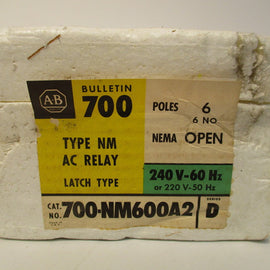 A-B
BULLETIN
700
POLES 6
6 NO
TYPE NM
AC RELAY
NEMA OPEN
LATCH TYPE
240 V-60 Hz
or 220 V-50 Hz
CAT. NO. 700-NM600A2 SERIES D